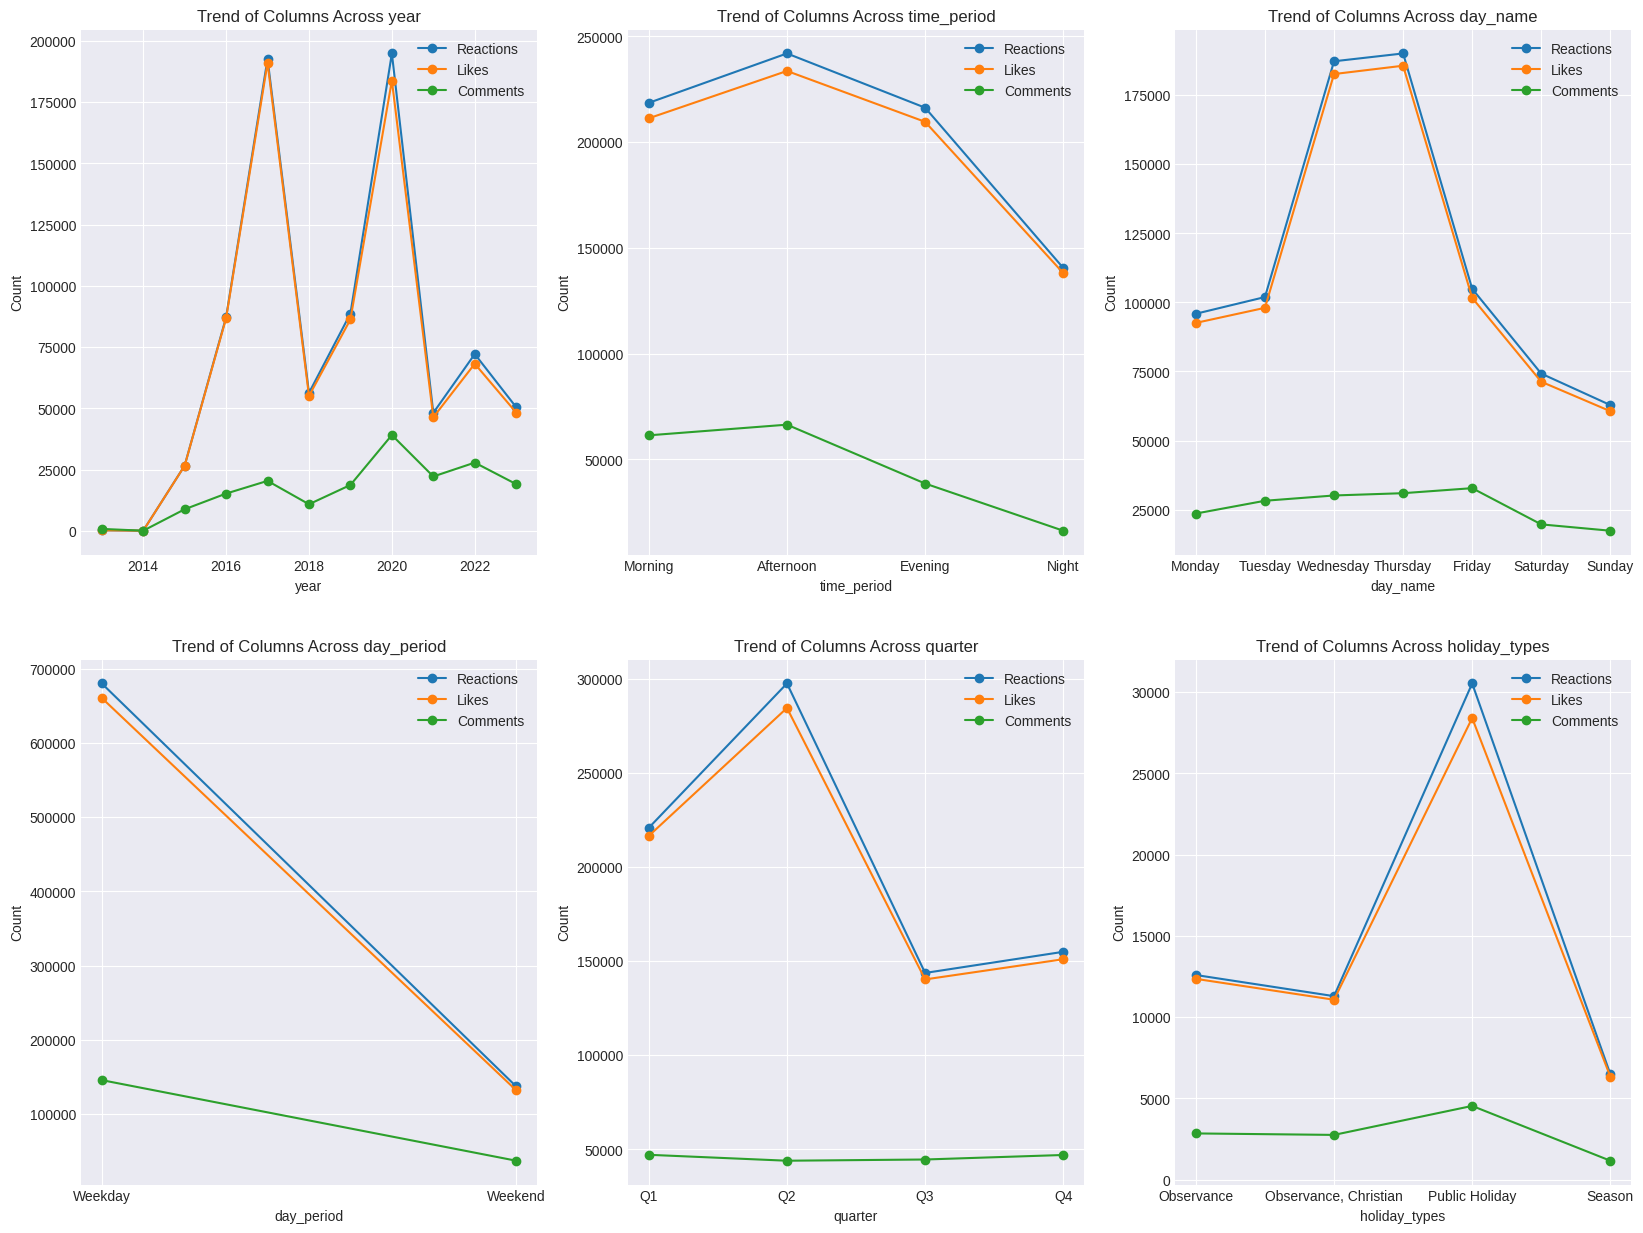 Trend of Columns Across year
200000
175000
150000
125000
100000
75000
50000
25000
0
Count
Reactions
Likes
Comments
2014 2016 2018 2020 2022
year
Trend of Columns Across time_period
250000
200000
150000
100000
50000
Count
Reactions
Likes
Comments
Morning Afternoon Evening Night
time_period
Trend of Columns Across day_name
175000
150000
125000
100000
75000
50000
25000
Count
Reactions
Likes
Comments
Monday Tuesday Wednesday Thursday Friday Saturday Sunday
day_name
Trend of Columns Across day_period
700000
600000
500000
400000
300000
200000
100000
Count
Reactions
Likes
Comments
Weekday Weekend
day_period
Trend of Columns Across quarter
300000
250000
200000
150000
100000
50000
Count
Reactions
Likes
Comments
Q1 Q2 Q3 Q4
quarter
Trend of Columns Across holiday_types
30000
25000
20000
15000
10000
5000
0
Count
Reactions
Likes
Comments
Observance Observance, Christian Public Holiday Season
holiday_types